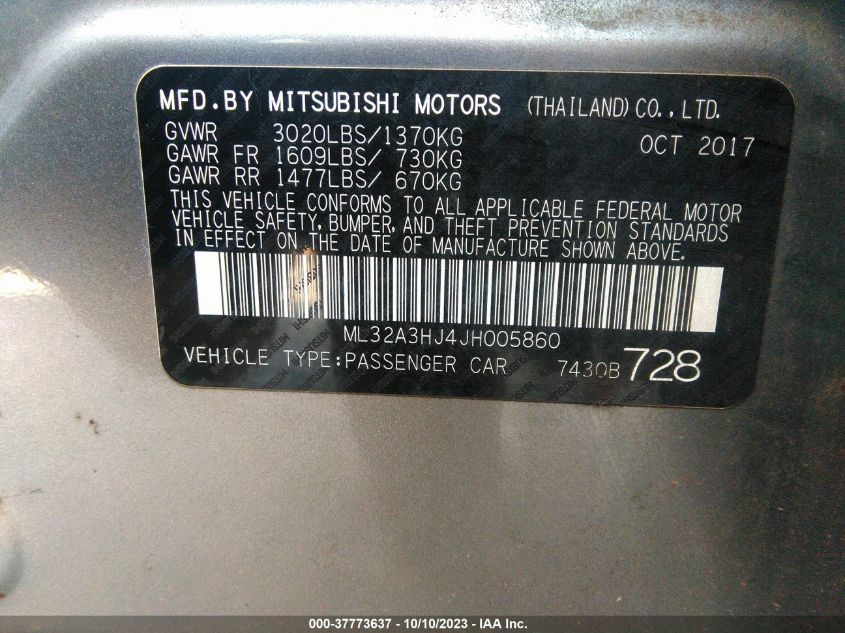 MFD.BY MITSUBISHI MOTORS (THAILAND) CO., LTD.
GVWR 3020LBS/1370KG OCT 2017
GAWR FR 1609LBS/ 730KG
GAWR RR 1477LBS/ 670KG
THIS VEHICLE CONFORMS TO ALL APPLICABLE FEDERAL MOTOR
VEHICLE SAFETY, BUMPER, AND THEFT PREVENTION STANDARDS
IN EFFECT ON THE DATE OF MANUFACTURE SHOWN ABOVE.
ML32A3HJ4JH005860
VEHICLE TYPE:PASSENGER CAR 7430B 728
000-37773637 - 10/10/2023 - IAA Inc.